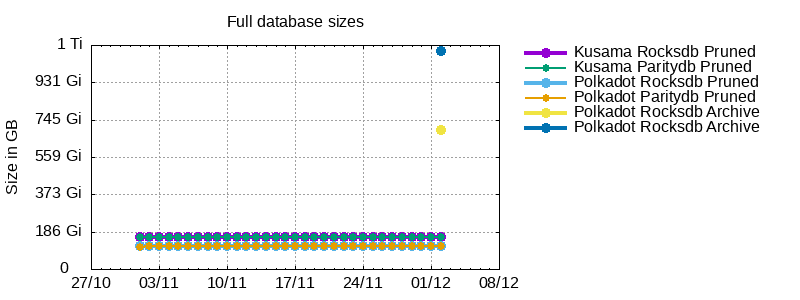 Full database sizes
1 Ti
931 Gi
745 Gi
559 Gi
373 Gi
186 Gi
0
Size in GB
27/10 03/11 10/11 17/11 24/11 01/12 08/12
Kusama Rocksdb Pruned
Kusama Paritydb Pruned
Polkadot Rocksdb Pruned
Polkadot Paritydb Pruned
Polkadot Rocksdb Archive
Polkadot Rocksdb Archive